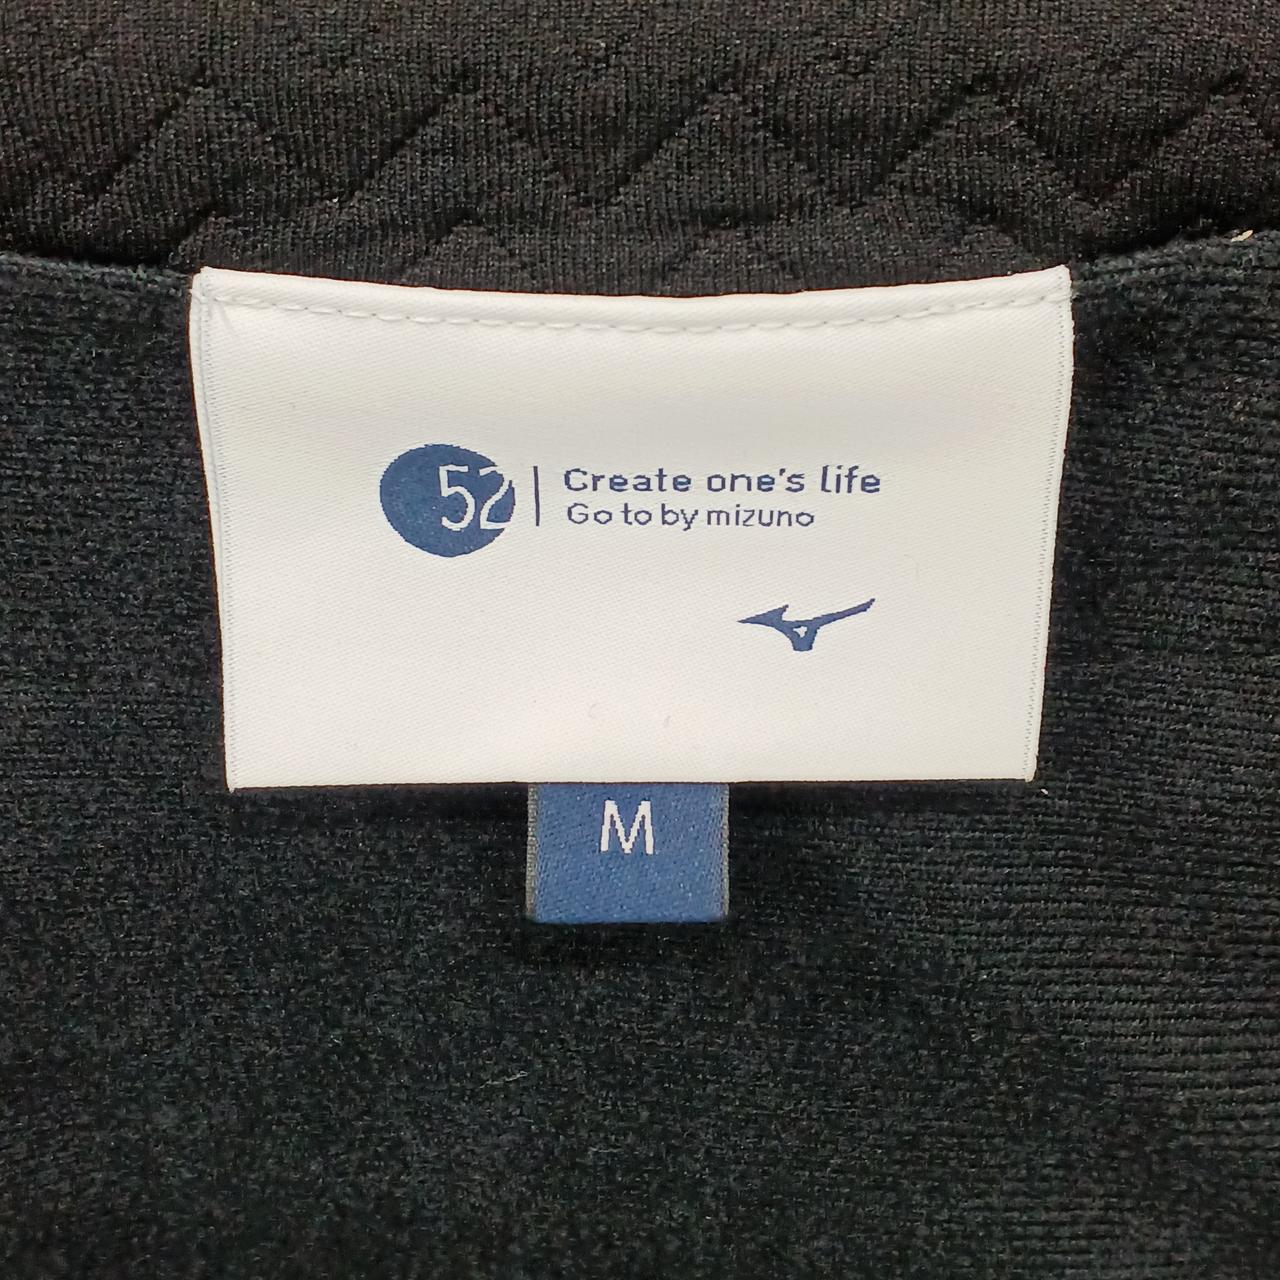 52
Create one's life
Go to by mizuno
M